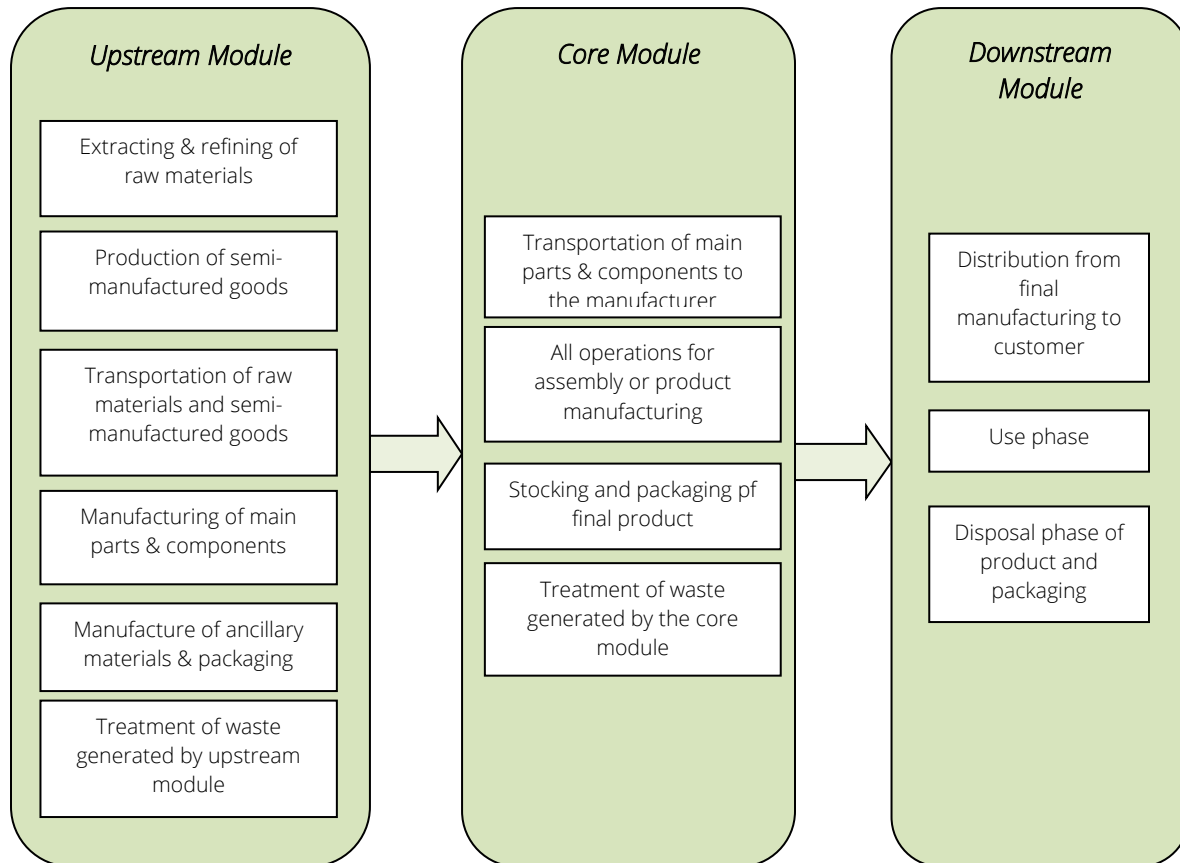 Upstream Module
Extracting & refining of
raw materials
Production of semi-
manufactured goods
Transportation of raw
materials and semi-
manufactured goods
Manufacturing of main
parts & components
Manufacture of ancillary
materials & packaging
Treatment of waste
generated by upstream
module
Core Module
Transportation of main
parts & components to
the manufacturer
All operations for
assembly or product
manufacturing
Stocking and packaging pf
final product
Treatment of waste
generated by the core
module
Downstream
Module
Distribution from
final
manufacturing to
customer
Use phase
Disposal phase of
product and
packaging